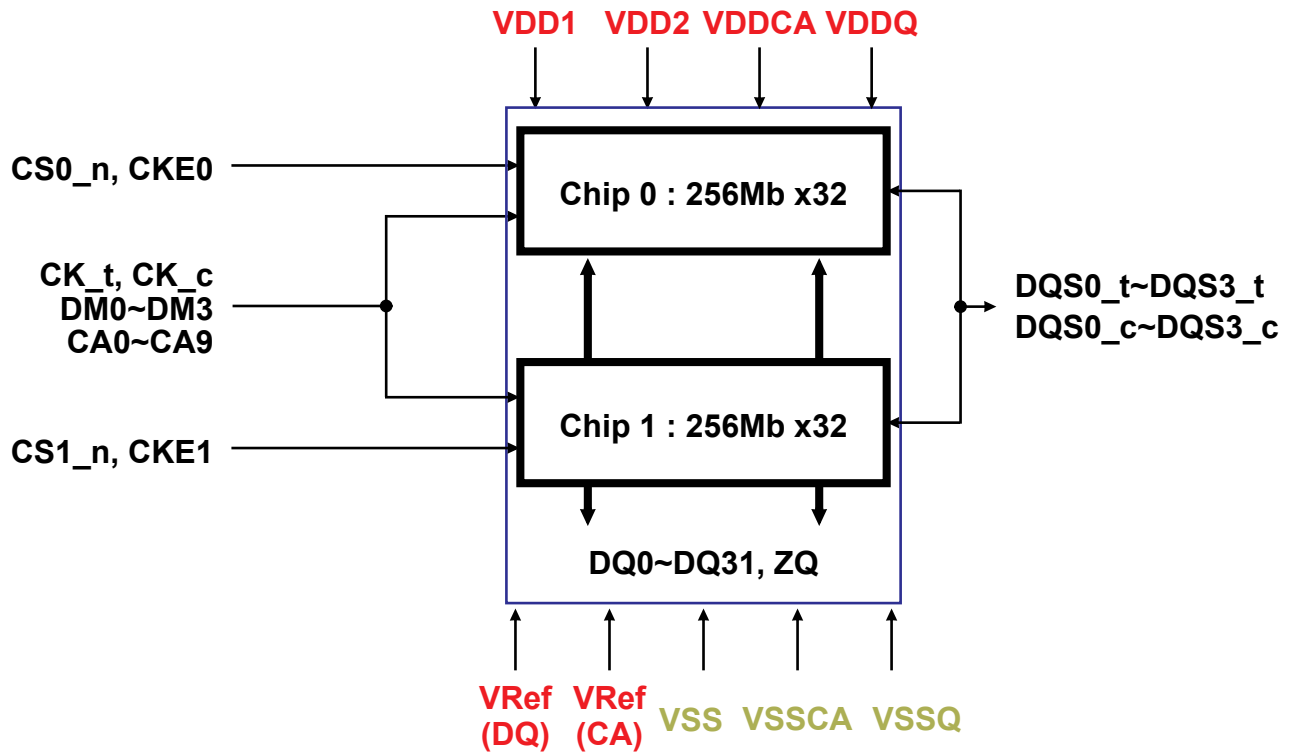 VDD1 VDD2 VDDCA VDDQ
CS0_n, CKE0
Chip 0 : 256Mb x32
CK_t, CK_c
DM0~DM3
CA0~CA9
DQS0_t~DQS3_t
DQS0_c~DQS3_c
Chip 1 : 256Mb x32
CS1_n, CKE1
DQ0~DQ31, ZQ
VRef
(DQ)
VRef
(CA)
VSS VSSCA VSSQ